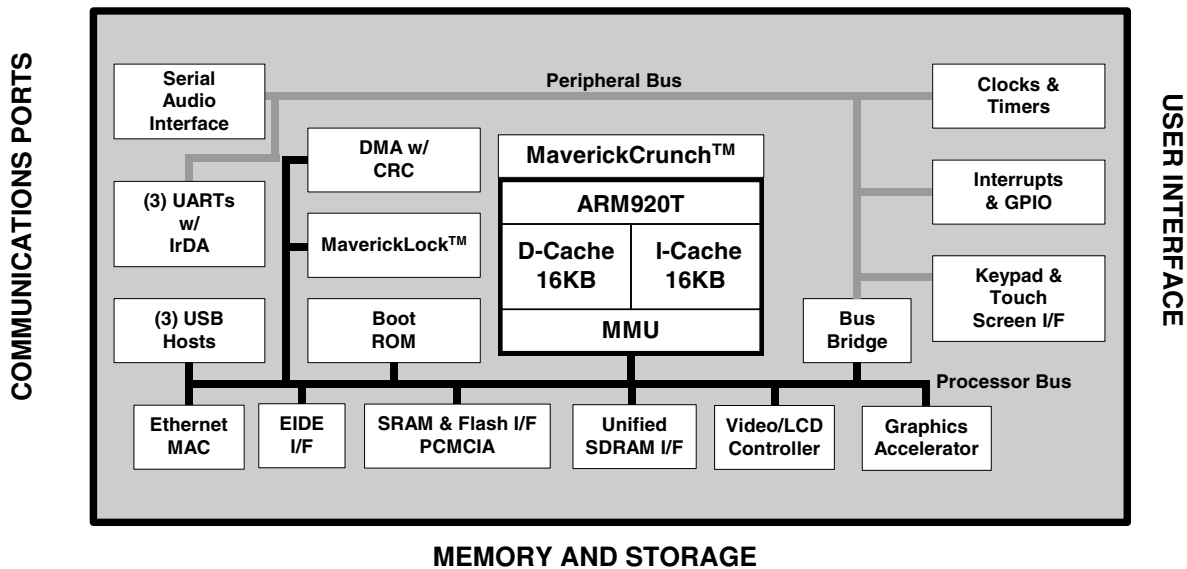 COMMUNICATIONS PORTS
Serial
Audio
Interface
Peripheral Bus
Clocks &
Timers
USER INTERFACE
DMA w/
CRC
MaverickCrunch™
(3) UARTs
w/
IrDA
MaverickLock™
ARM920T
D-Cache
16KB
I-Cache
16KB
Interrupts
& GPIO
(3) USB
Hosts
Boot
ROM
MMU
Bus
Bridge
Keypad &
Touch
Screen I/F
Processor Bus
Ethernet
MAC
EIDE
I/F
SRAM & Flash I/F
PCMCIA
Unified
SDRAM I/F
Video/LCD
Controller
Graphics
Accelerator
MEMORY AND STORAGE